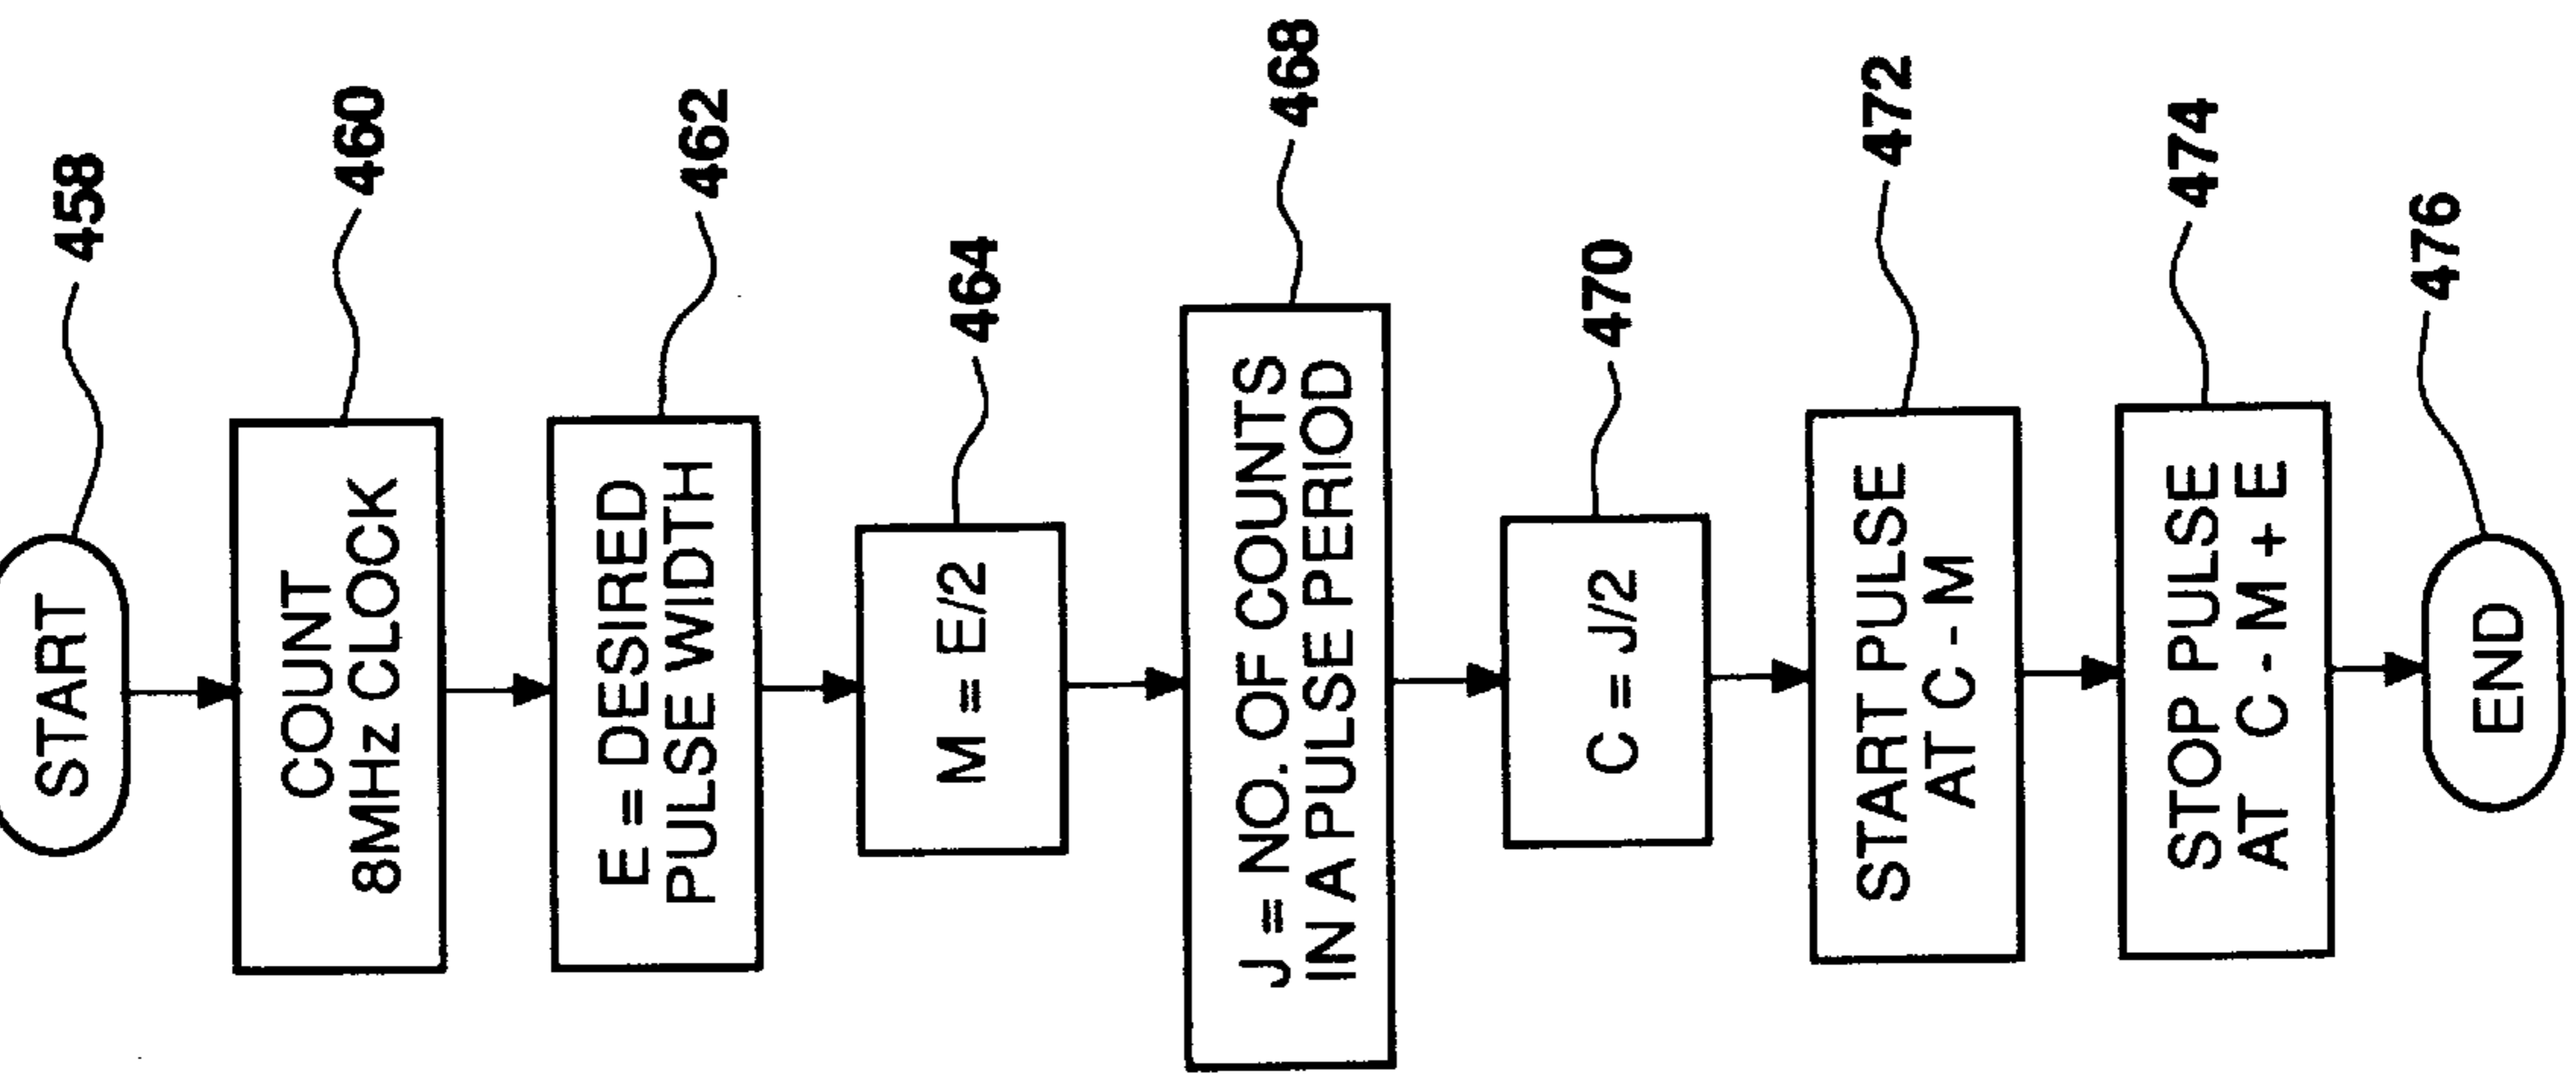 START
458
COUNT
8MHz CLOCK
460
E = DESIRED
PULSE WIDTH
462
M = E/2
464
J = NO. OF COUNTS
IN A PULSE PERIOD
468
C = J/2
470
START PULSE
AT C - M
472
STOP PULSE
AT C - M + E
474
END
476